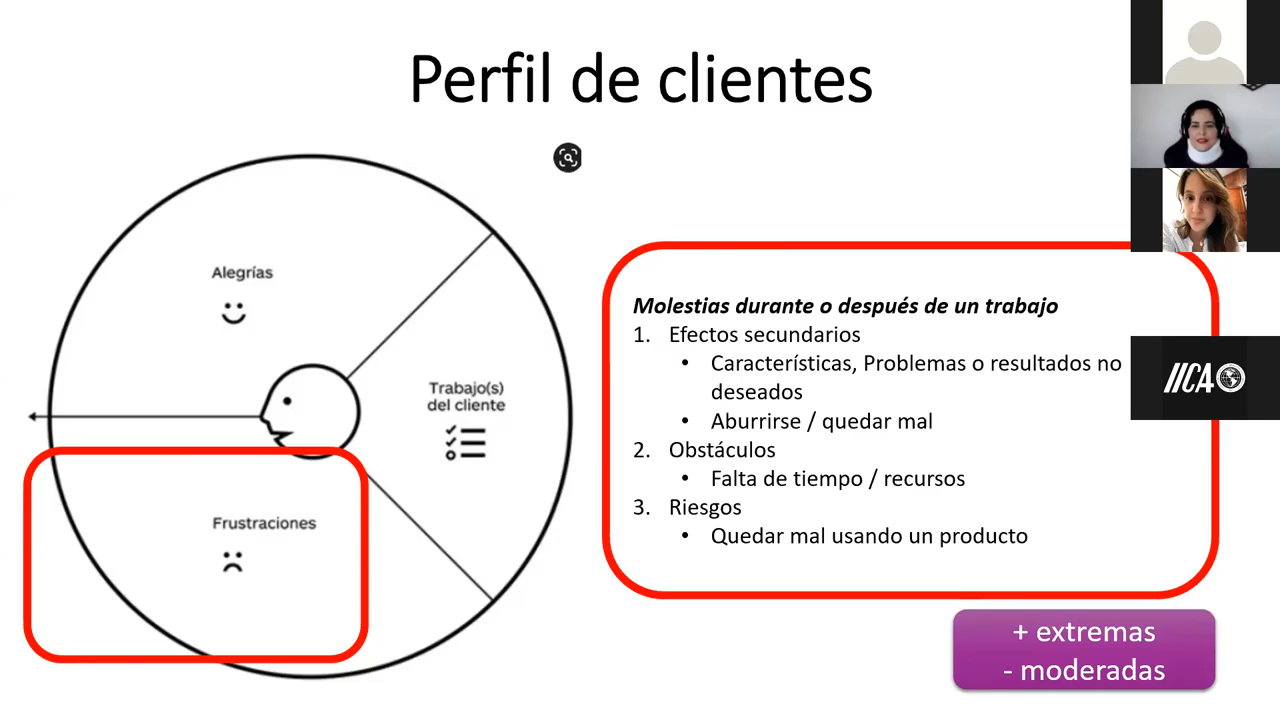 Perfil de clientes
Alegrías
Trabajo(s)
del cliente
Frustraciones
Molestias durante o después de un trabajo
1. Efectos secundarios
• Características, Problemas o resultados no
deseados
• Aburrirse / quedar mal
2. Obstáculos
• Falta de tiempo / recursos
3. Riesgos
• Quedar mal usando un producto
IICA
+ extremas
- moderadas